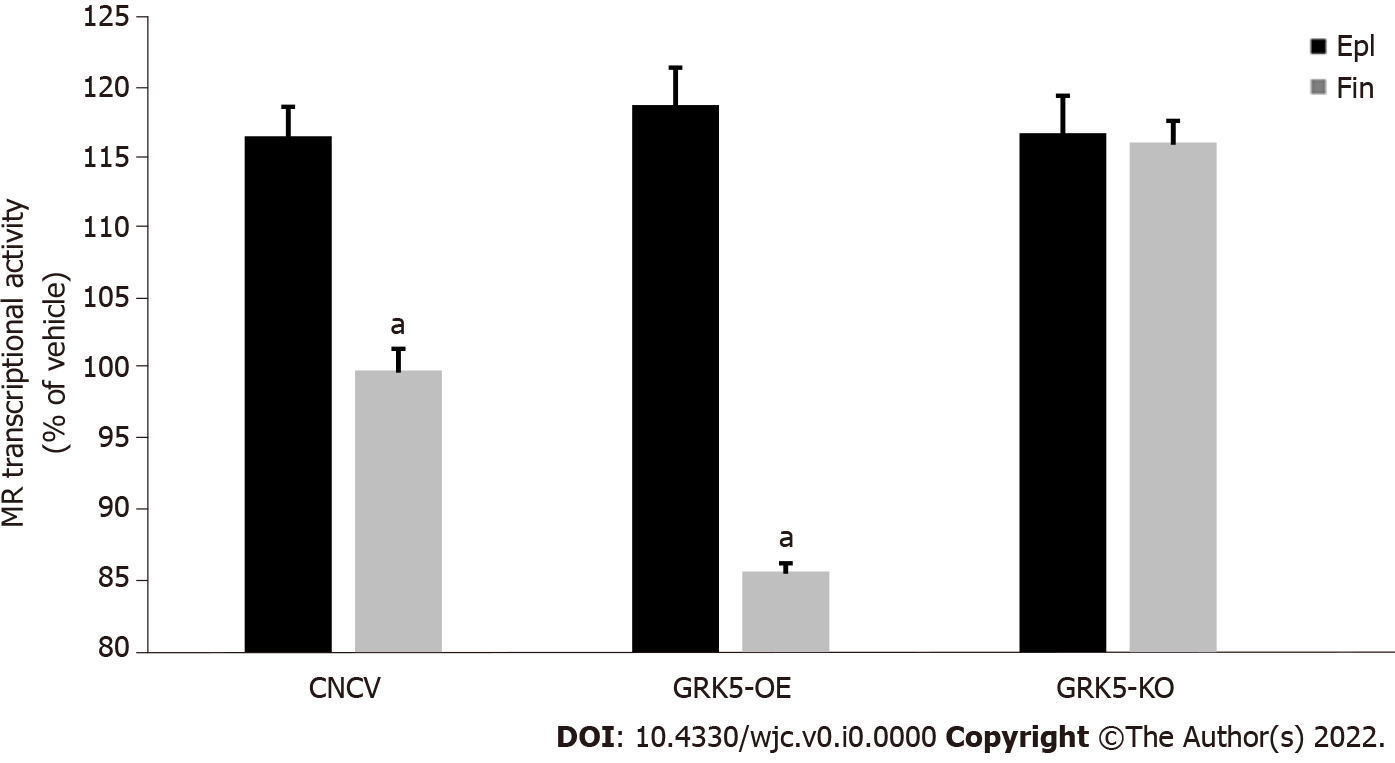 125
120
115
110
105
100
95
90
85
80
MR transcriptional activity
(% of vehicle)
Epl
Fin
a
a
CNCV
GRK5-OE
GRK5-KO
DOI: 10.4330/wjc.v0.i0.0000 Copyright ©The Author(s) 2022.